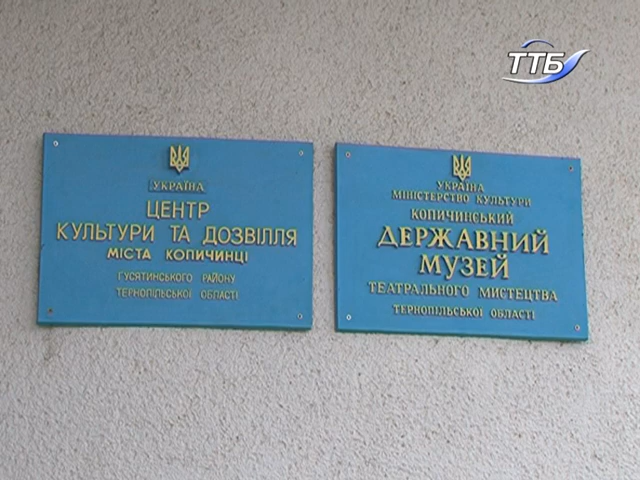 ТТБ
УКРАЇНА
ЦЕНТР
КУЛЬТУРИ ТА ДОЗВІЛЛЯ
МІСТА КОПИЧИНЦІ
ГУСЯТИНСЬКОГО РАЙОНУ
ТЕРНОПІЛЬСЬКОЇ ОБЛАСТІ
УКРАЇНА
МІНІСТЕРСТВО КУЛЬТУРИ
КОПИЧИНСЬКИЙ
ДЕРЖАВНИЙ
МУЗЕЙ
ТЕАТРАЛЬНОГО МИСТЕЦТВА
ТЕРНОПІЛЬСЬКОЇ ОБЛАСТІ